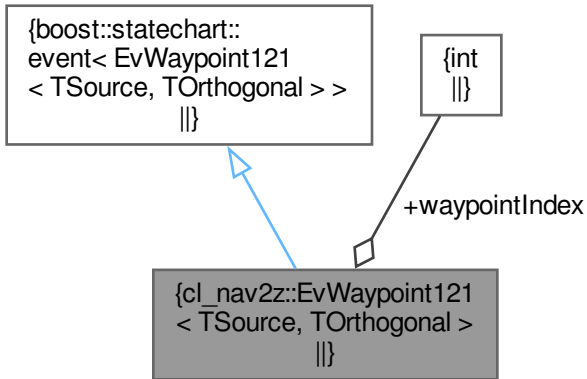 {boost::statechart::
event< EvWaypoint121
< TSource, TOrthogonal > >
||}
{int
||}
+waypointIndex
{cl_nav2z::EvWaypoint121
< TSource, TOrthogonal >
||}